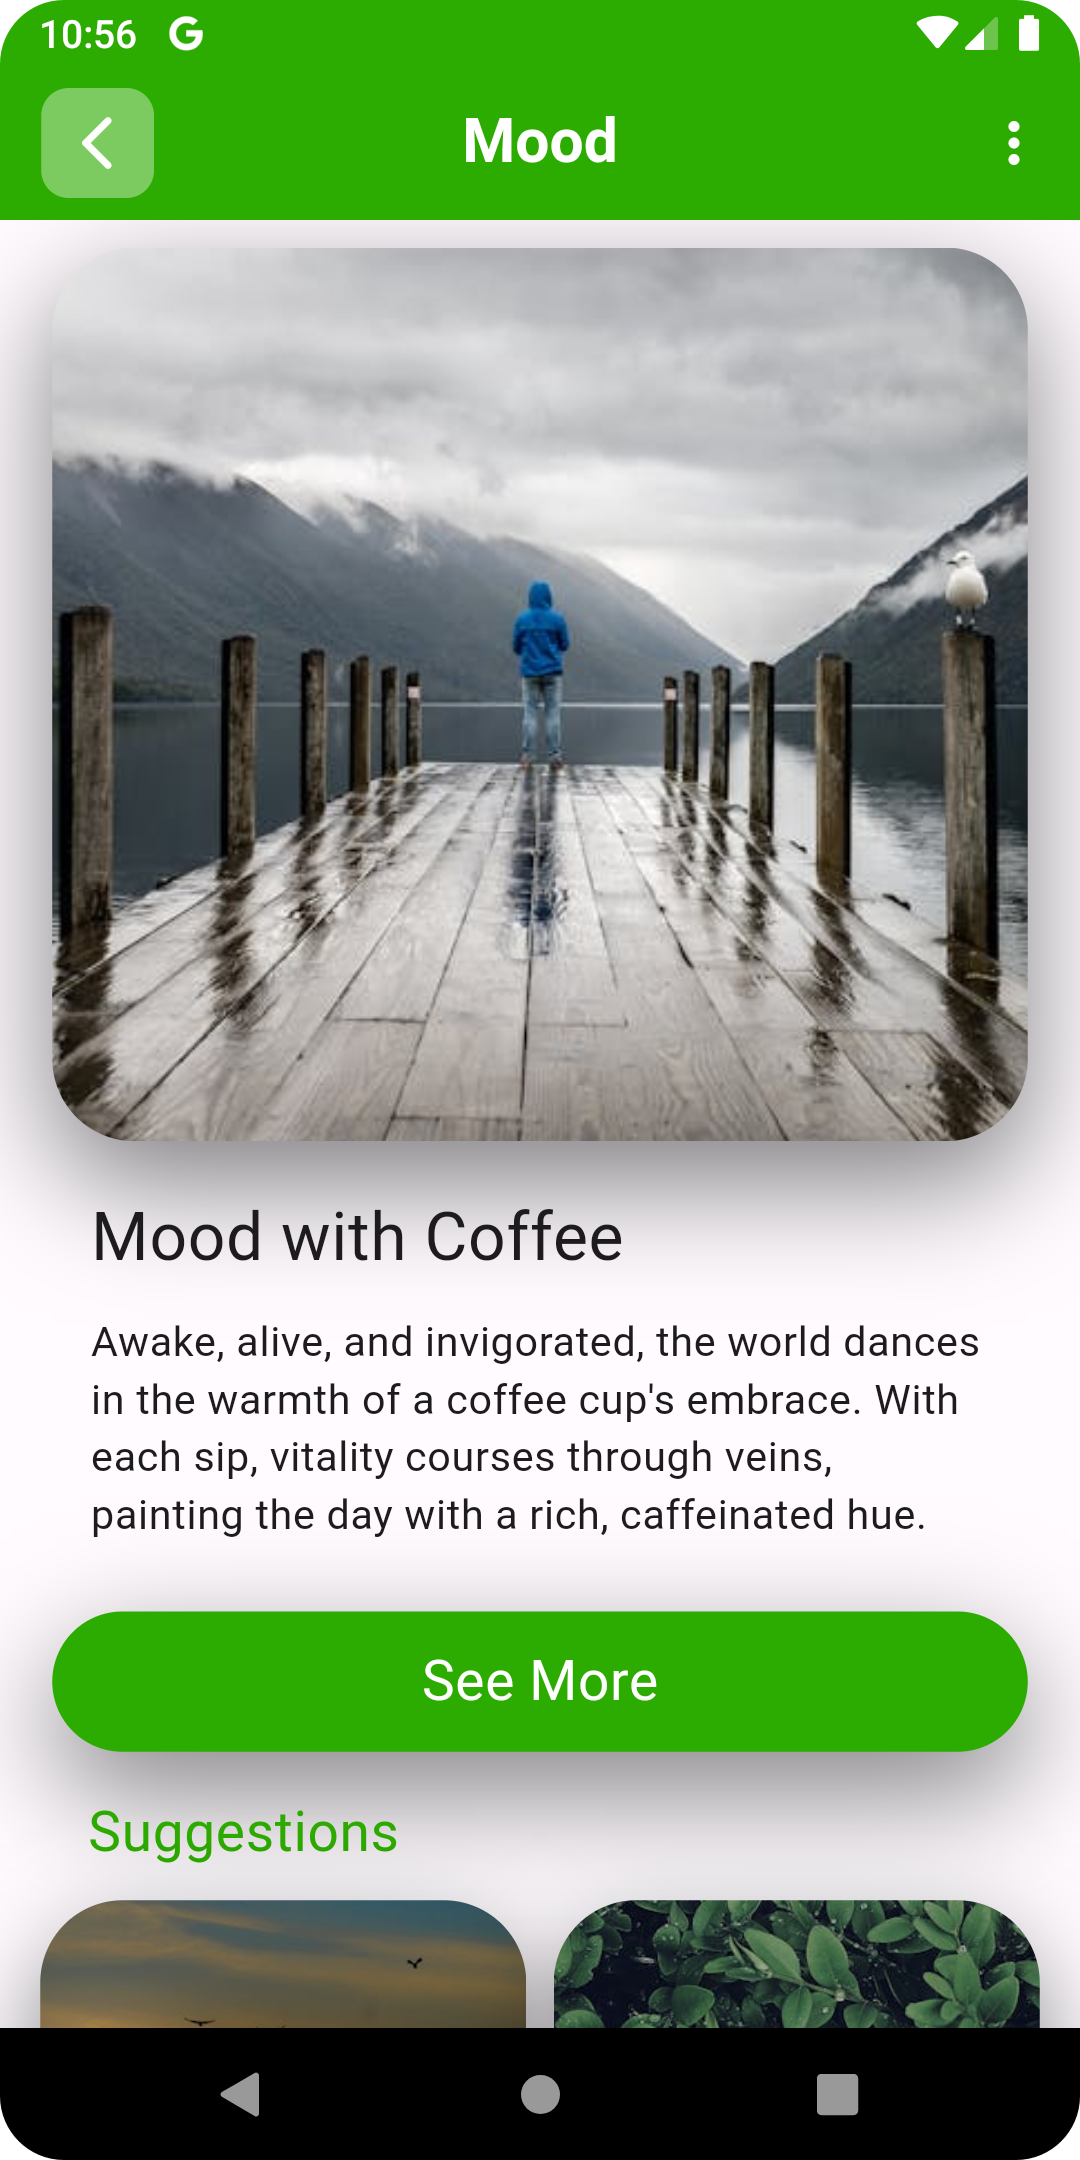 10:56 G
Mood
Mood with Coffee
Awake, alive, and invigorated, the world dances
in the warmth of a coffee cup's embrace. With
each sip, vitality courses through veins,
painting the day with a rich, caffeinated hue.
See More
Suggestions